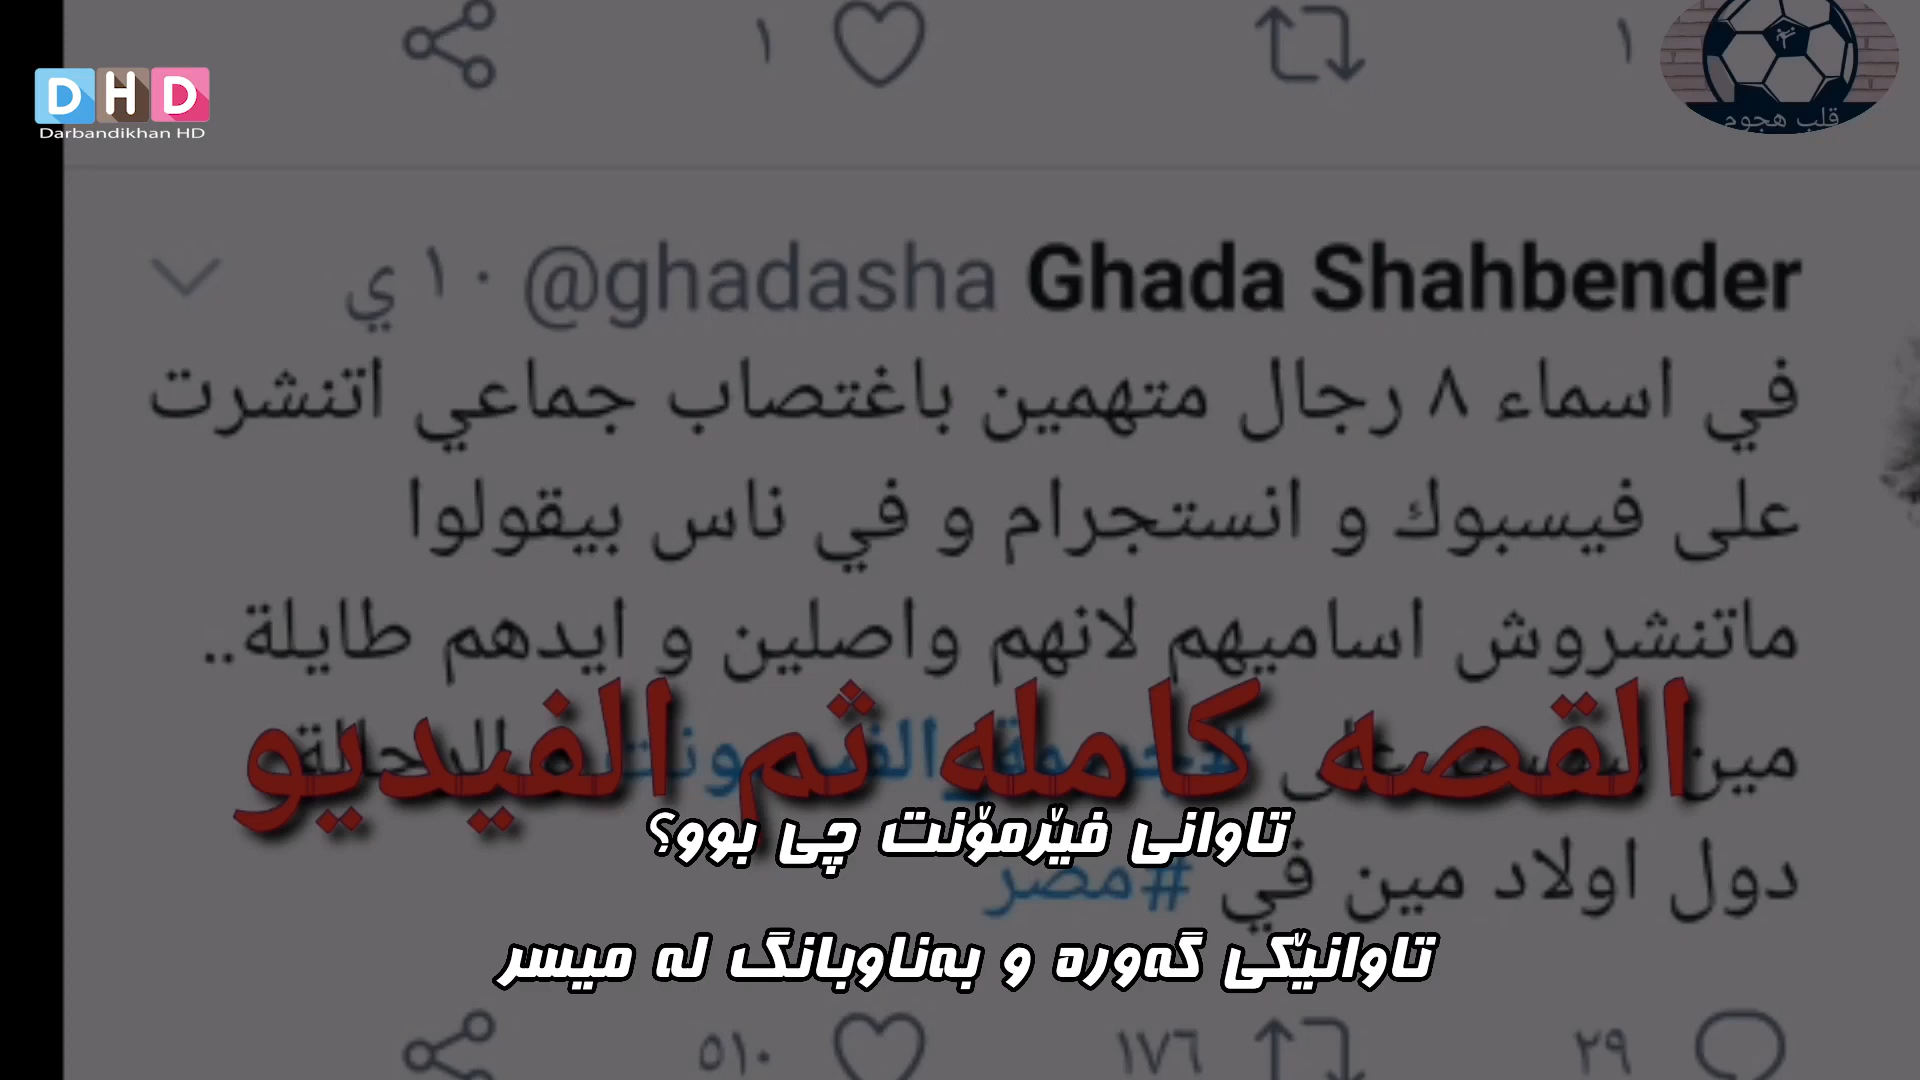 ١
١
DHD
Darbandikhan HD
قلب هجوم
Ghada Shahbender @ghadasha · ١٠ ي
في اسماء ٨ رجال متهمين باغتصاب جماعي اتنشرت
على فيسبوك و انستجرام و في ناس بيقولوا
ماتنشروش اساميهم لانهم واصلين و ايدهم طايلة..
القصه كامله ثم الفيديو
مين
تاوانی فێرمۆنت چی بوو؟
دول اولاد مين في #مصر
تاوانێکی گەورە و بەناوبانگ لە میسر
٢٩
١٧٦
٥١٠